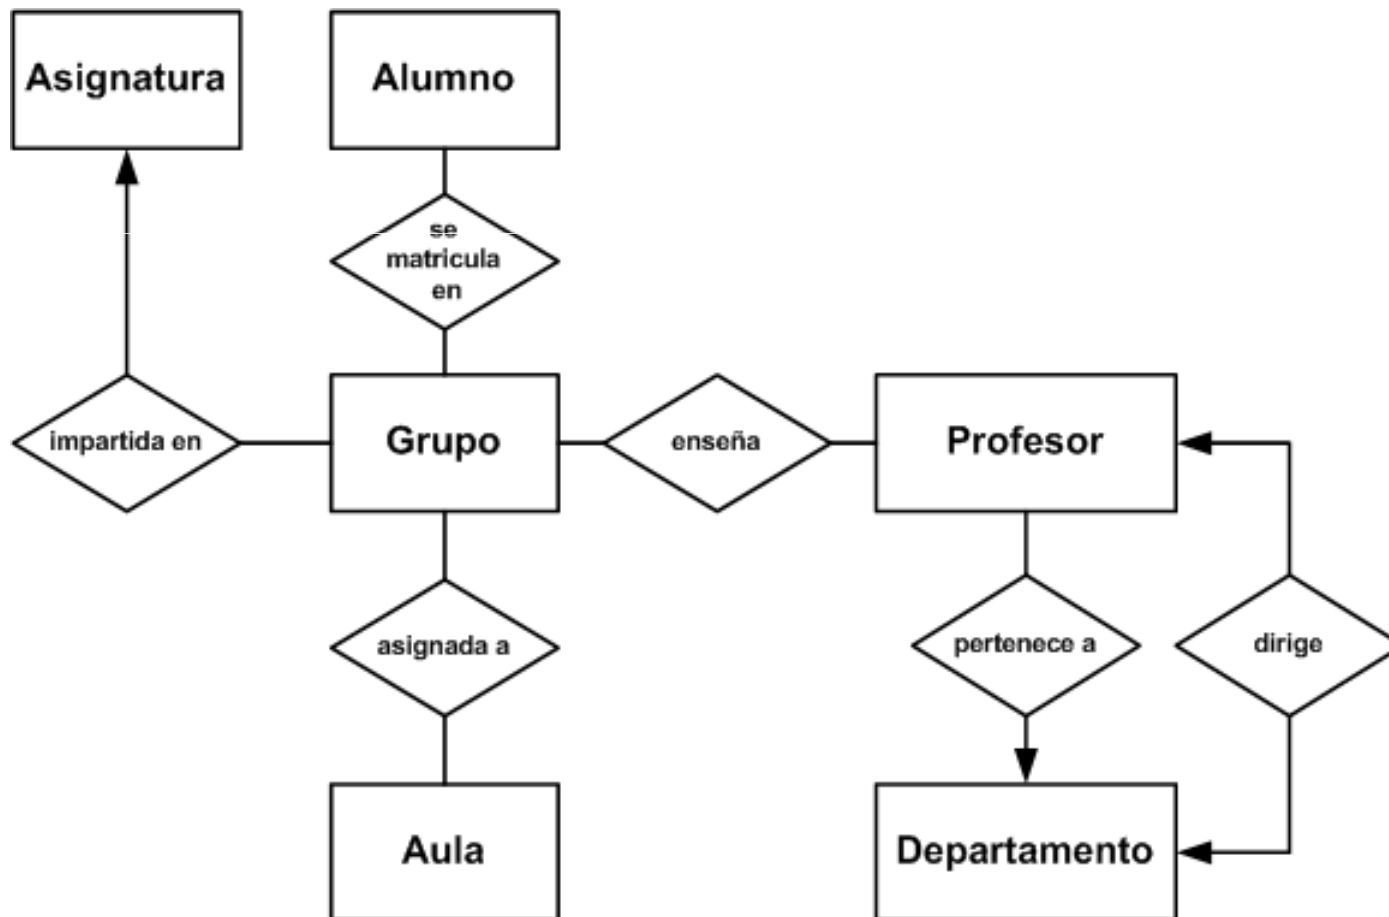 Asignatura
Alumno
se
matricula
en
impartida en
Grupo
enseña
Profesor
asignada a
pertenece a
dirige
Aula
Departamento